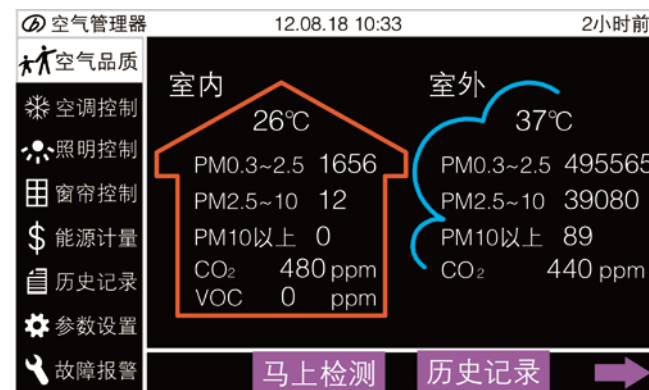 空气管理器 12.08.18 10:33 2小时前
空气品质
空调控制
照明控制
窗帘控制
能源计量
历史记录
参数设置
故障报警
室内
26℃
PM0.3~2.5 1656
PM2.5~10 12
PM10以上 0
CO₂ 480 ppm
VOC 0 ppm
室外
37℃
PM0.3~2.5 495565
PM2.5~10 39080
PM10以上 89
CO₂ 440 ppm
马上检测 历史记录